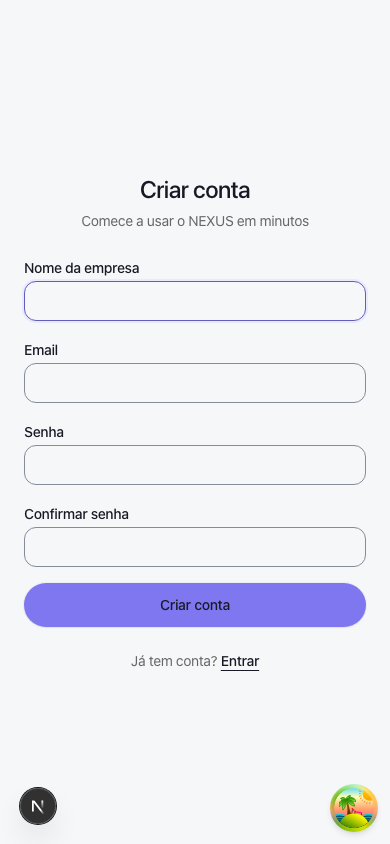 Criar conta
Comece a usar o NEXUS em minutos
Nome da empresa
Email
Senha
Confirmar senha
Criar conta
Já tem conta? Entrar
N